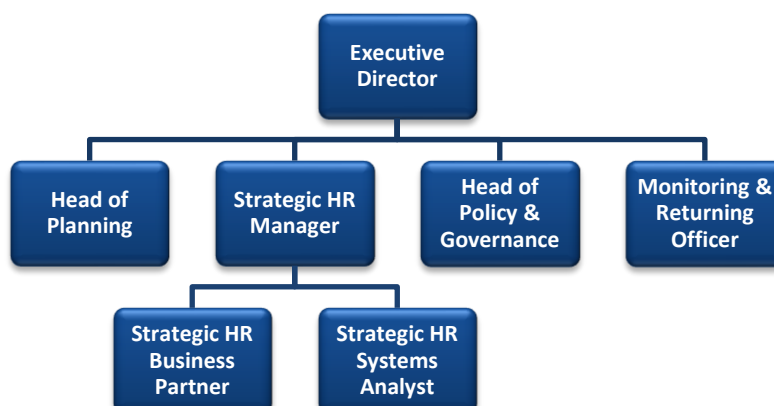 Executive
Director
Head of
Planning
Strategic HR
Manager
Head of
Policy &
Governance
Monitoring &
Returning
Officer
Strategic HR
Business
Partner
Strategic HR
Systems
Analyst